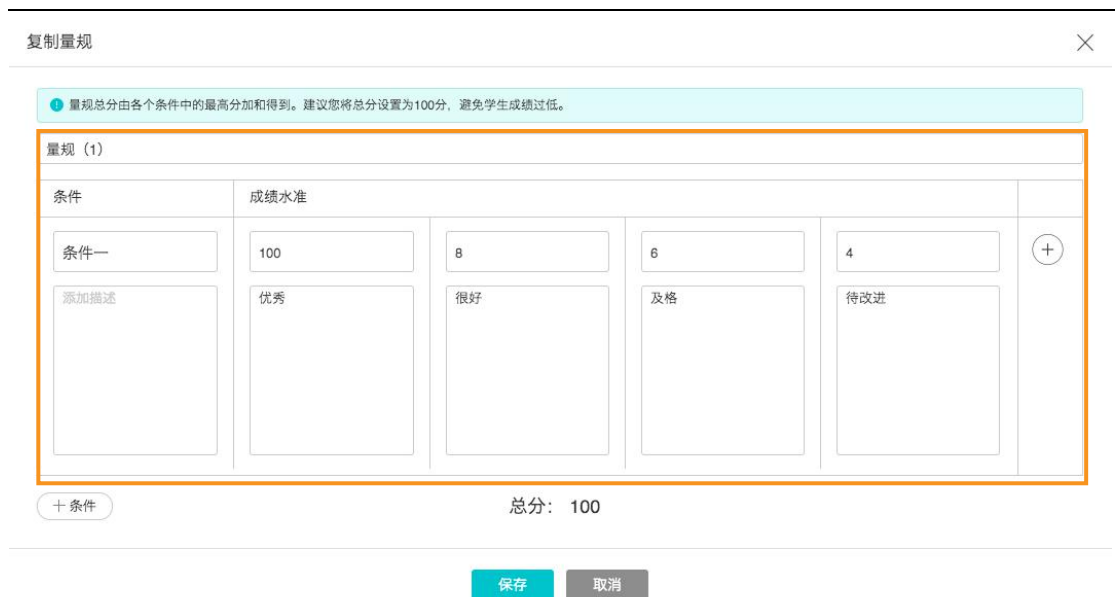 复制量规
量规总分由各个条件中的最高分加和得到。建议您将总分设置为100分，避免学生成绩过低。
量规（1）
条件 成绩水准
条件一 100 8 6 4
添加描述 优秀 很好 及格 待改进
+ 条件 总分： 100
保存 取消